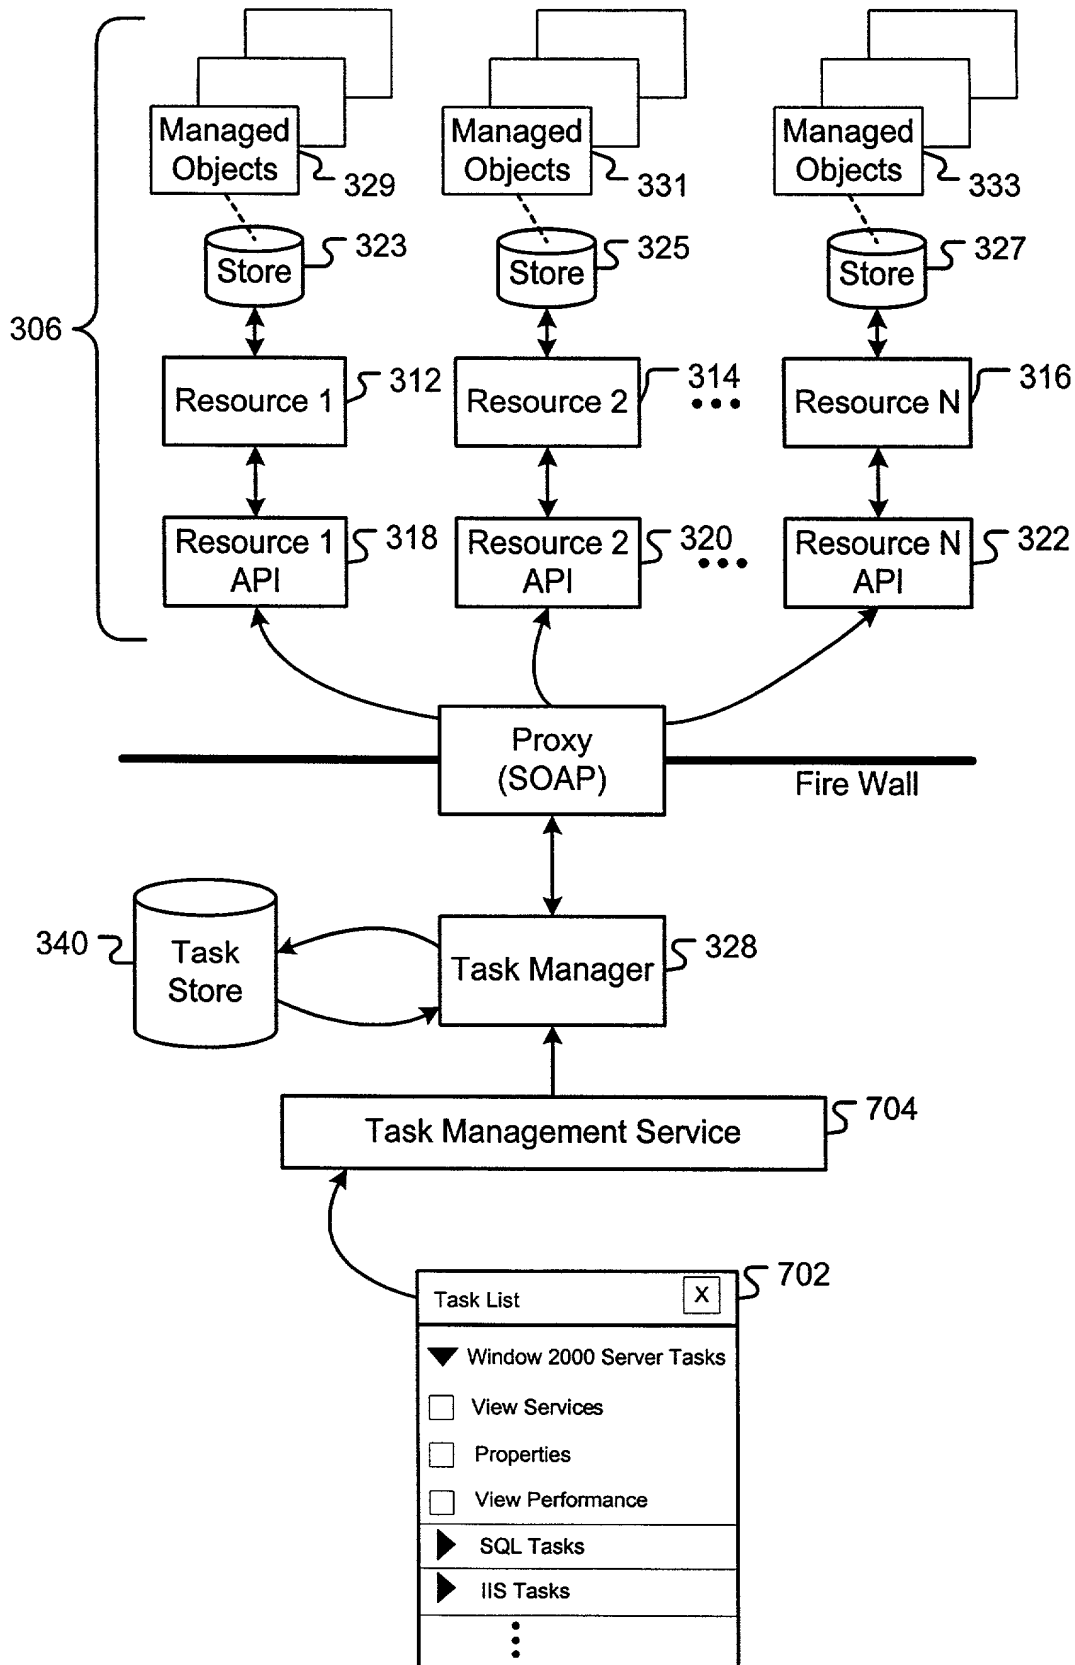 Managed
Objects
329
Managed
Objects
331
Managed
Objects
333
Store
323
Store
325
Store
327
306
Resource 1
312
Resource 2
314
•••
Resource N
316
Resource 1
API
318
Resource 2
API
320
•••
Resource N
API
322
Proxy
(SOAP)
Fire Wall
340
Task
Store
Task Manager
328
Task Management Service
704
Task List
X
702
Window 2000 Server Tasks
View Services
Properties
View Performance
SQL Tasks
IIS Tasks